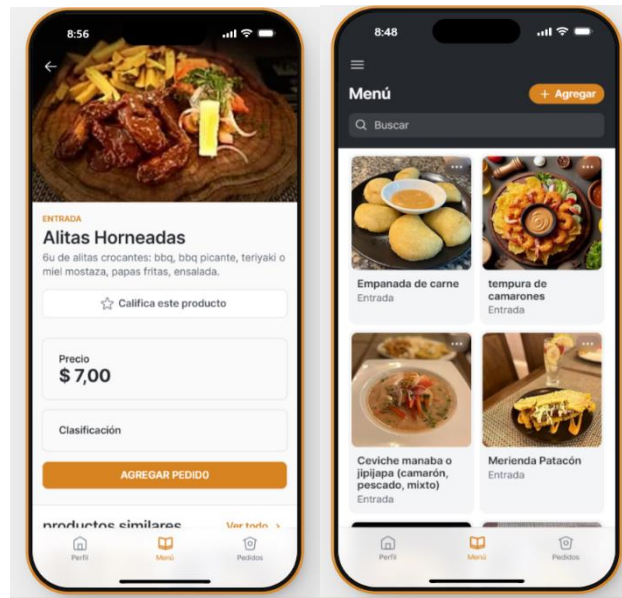 8:56
ENTRADA
Alitas Horneadas
6u de alitas crocantes: bbq, bbq picante, teriyaki o
miel mostaza, papas fritas, ensalada.
Califica este producto
Precio
$ 7,00
Clasificación
AGREGAR PEDIDO
productos similares
Ver todo >
Perfil
Menú
Pedidos
8:48
Menú
+ Agregar
Buscar
Empanada de carne
Entrada
tempura de
camarones
Entrada
Ceviche manaba o
jipijapa (camarón,
pescado, mixto)
Entrada
Merienda Patacón
Entrada
Perfil
Menú
Pedidos